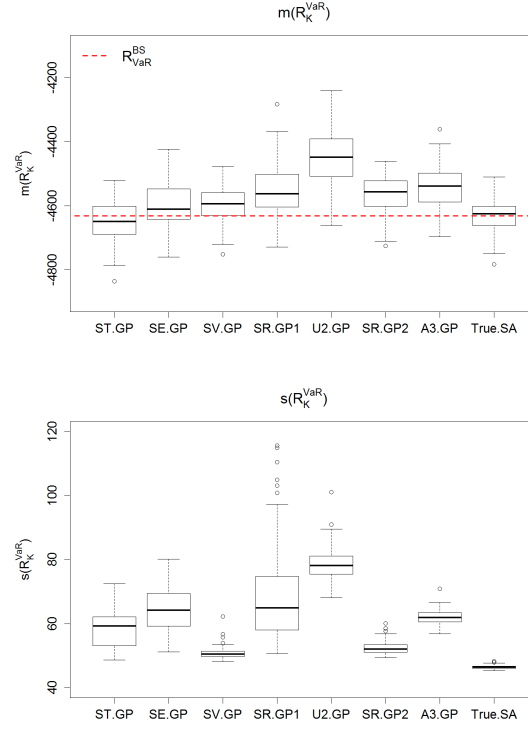 m(R_K^VaR)
R_VaR^BS
m(R_K^VaR)
-4200
-4400
-4600
-4800
ST.GP SE.GP SV.GP SR.GP1 U2.GP SR.GP2 A3.GP True.SA
s(R_K^VaR)
s(R_K^VaR)
120
100
80
60
40
ST.GP SE.GP SV.GP SR.GP1 U2.GP SR.GP2 A3.GP True.SA